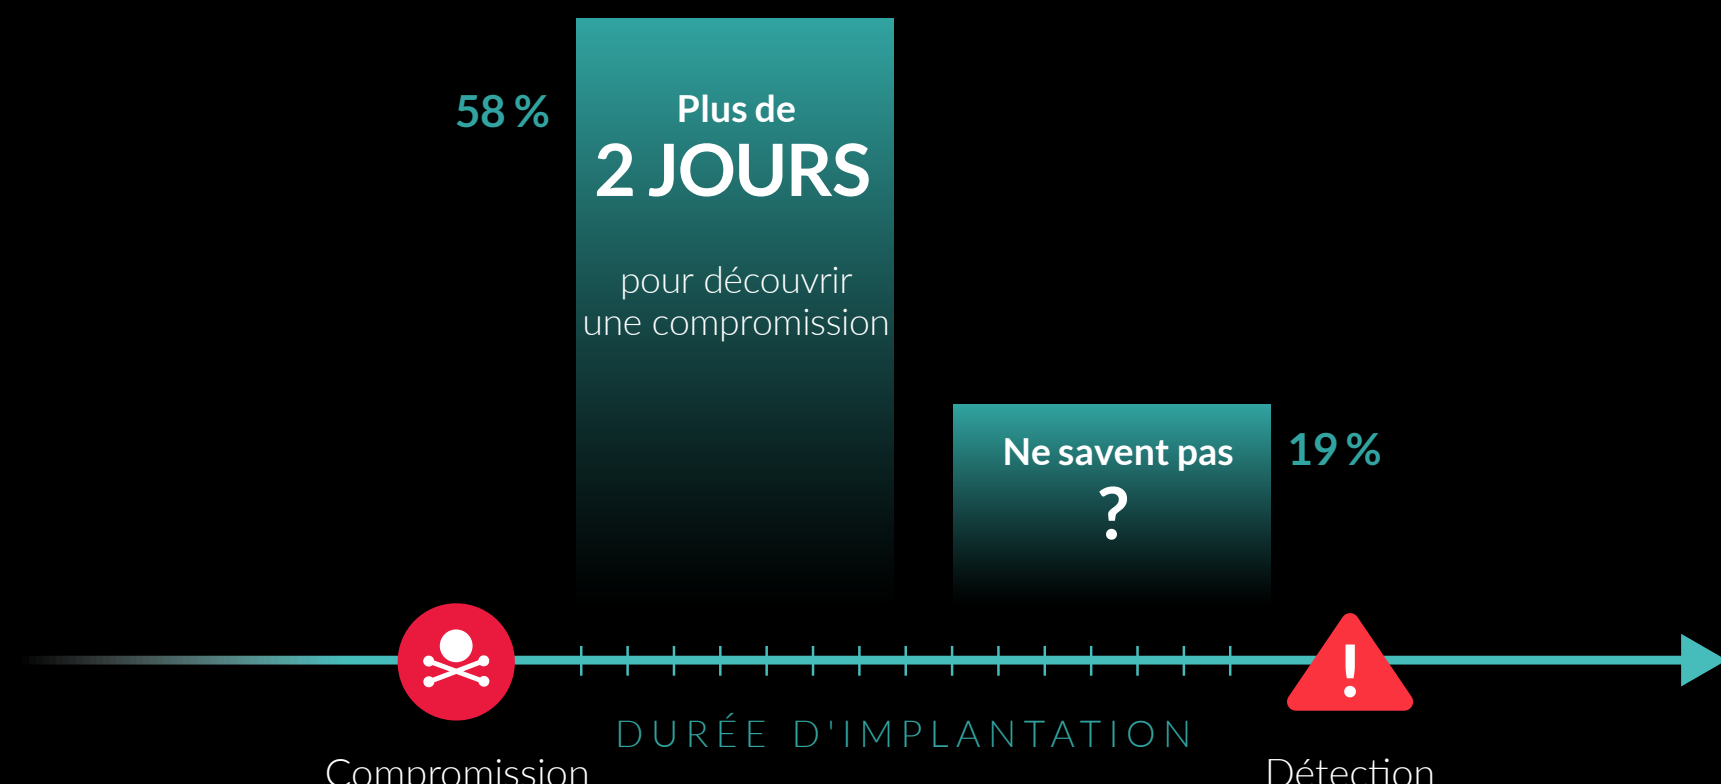 58 %
Plus de
2 JOURS
pour découvrir
une compromission
Ne savent pas
?
19 %
!
DURÉE D'IMPLANTATION
Compromission
Détection